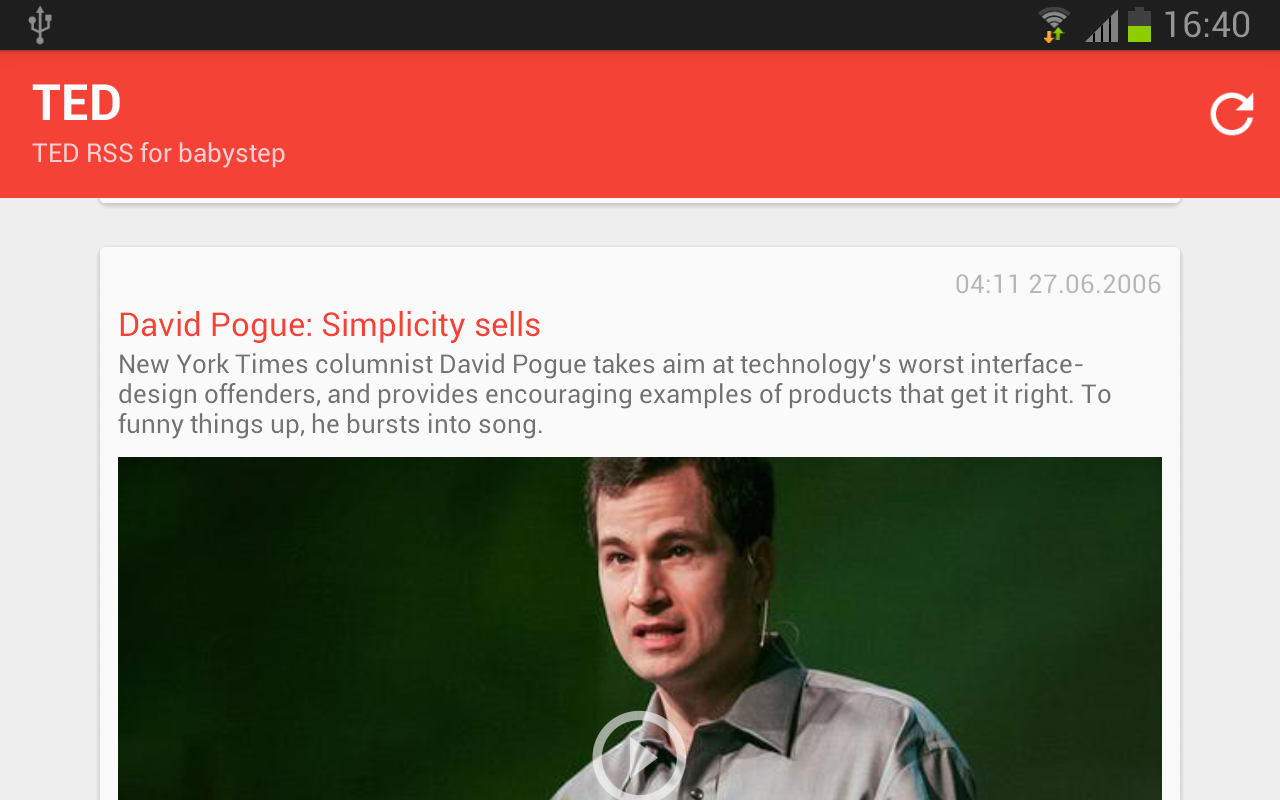 16:40
TED
TED RSS for babystep
04:11 27.06.2006
David Pogue: Simplicity sells
New York Times columnist David Pogue takes aim at technology's worst interface-
design offenders, and provides encouraging examples of products that get it right. To
funny things up, he bursts into song.